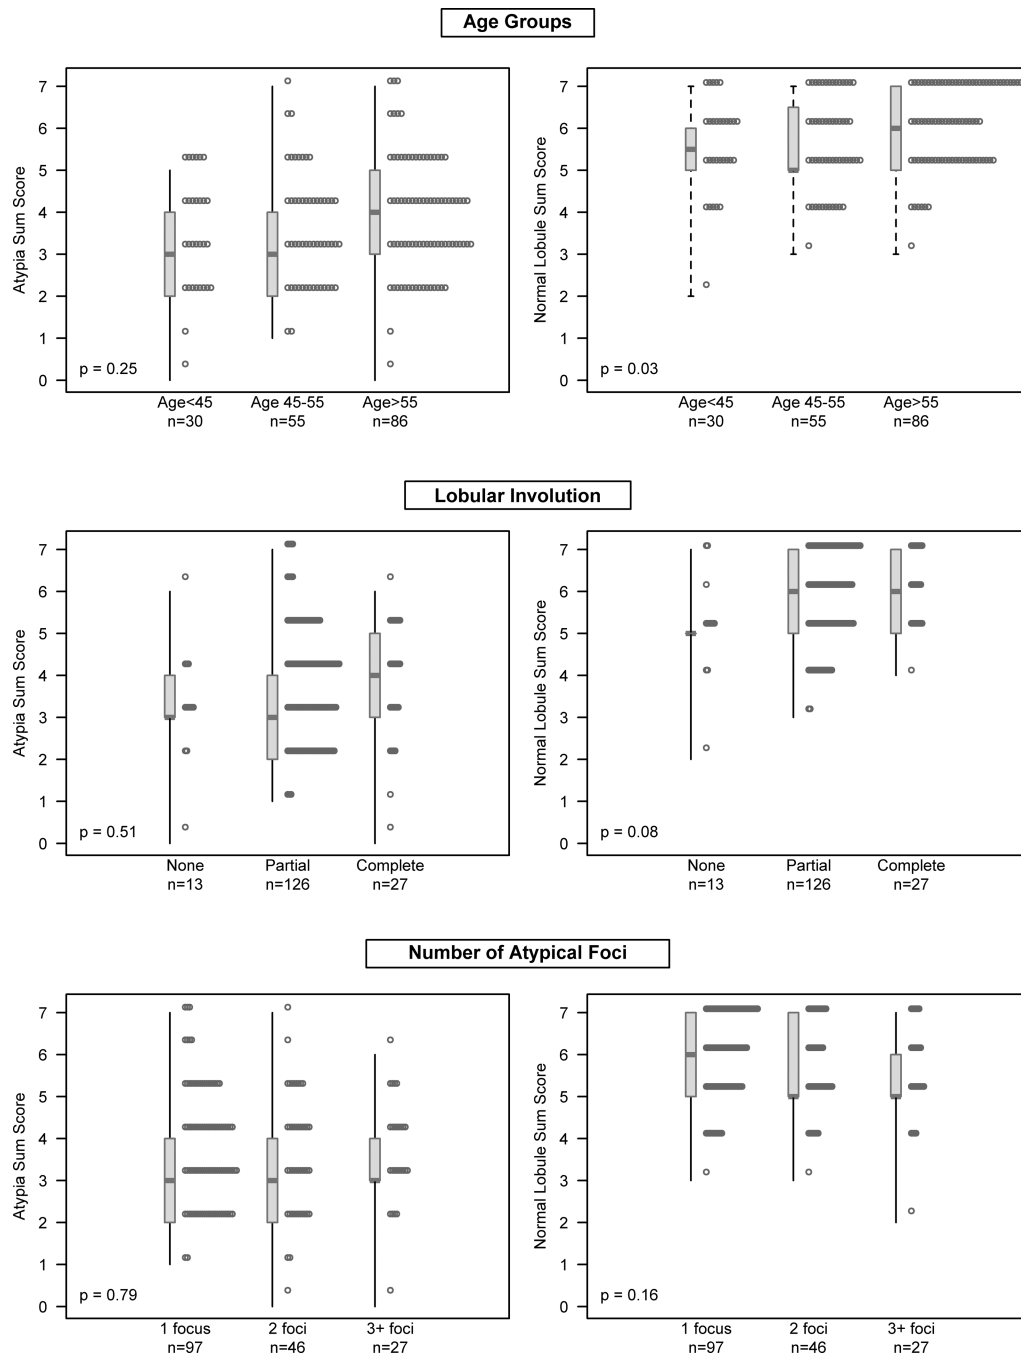 Age Groups
Atypia Sum Score
7
6
5
4
3
2
1
0
p = 0.25
Age<45 Age 45-55 Age>55
n=30 n=55 n=86
Normal Lobule Sum Score
7
6
5
4
3
2
1
0
p = 0.03
Age<45 Age 45-55 Age>55
n=30 n=55 n=86
Lobular Involution
Atypia Sum Score
7
6
5
4
3
2
1
0
p = 0.51
None Partial Complete
n=13 n=126 n=27
Normal Lobule Sum Score
7
6
5
4
3
2
1
0
p = 0.08
None Partial Complete
n=13 n=126 n=27
Number of Atypical Foci
Atypia Sum Score
7
6
5
4
3
2
1
0
p = 0.79
1 focus 2 foci 3+ foci
n=97 n=46 n=27
Normal Lobule Sum Score
7
6
5
4
3
2
1
0
p = 0.16
1 focus 2 foci 3+ foci
n=97 n=46 n=27